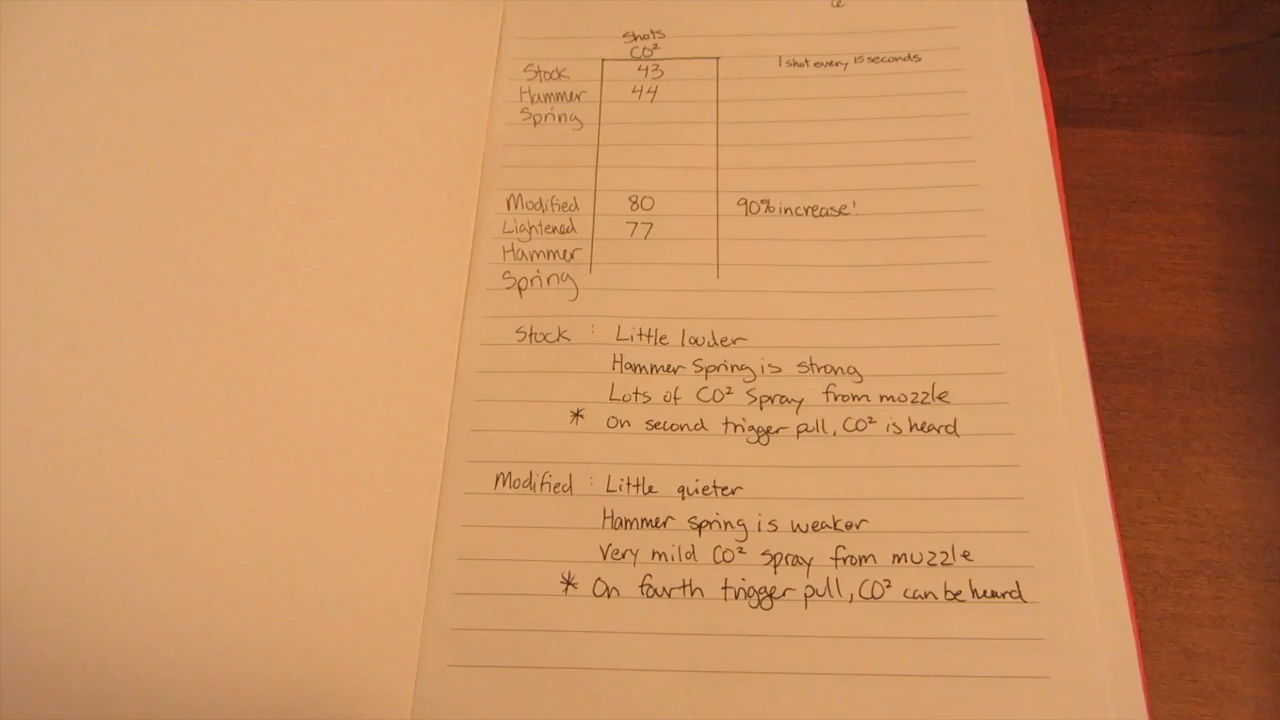 Shots
CO²
Stock 43 1 shot every 15 seconds
Hammer 44
Spring
Modified 80 90% increase!
Lightened 77
Hammer
Spring
Stock : Little louder
Hammer Spring is strong
Lots of CO² Spray from mozzle
* On second trigger pull, CO² is heard
Modified : Little quieter
Hammer spring is weaker
Very mild CO² spray from muzzle
* On fourth trigger pull, CO² can be heard